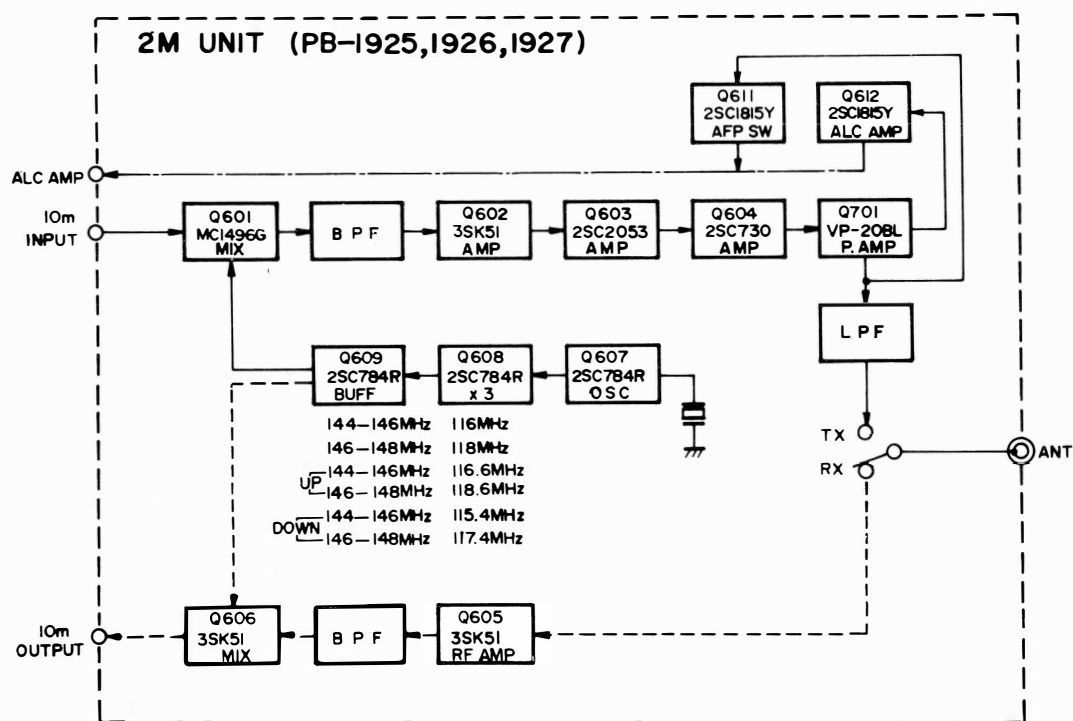 2M UNIT (PB-1925,1926,1927)
Q611
2SC1815Y
AFP SW
Q612
2SC1815Y
ALC AMP
ALC AMP
10m
INPUT
Q601
MC1496G
MIX
B P F
Q602
3SK51
AMP
Q603
2SC2053
AMP
Q604
2SC730
AMP
Q701
VP-20BL
P. AMP
L P F
Q609
2SC784R
BUFF
Q608
2SC784R
x 3
Q607
2SC784R
OSC
144-146MHz 116MHz
146-148MHz 118MHz
UP
144-146MHz 116.6MHz
146-148MHz 118.6MHz
DOWN
144-146MHz 115.4MHz
146-148MHz 117.4MHz
TX
RX
ANT
10m
OUTPUT
Q606
3SK51
MIX
B P F
Q605
3SK51
RF AMP